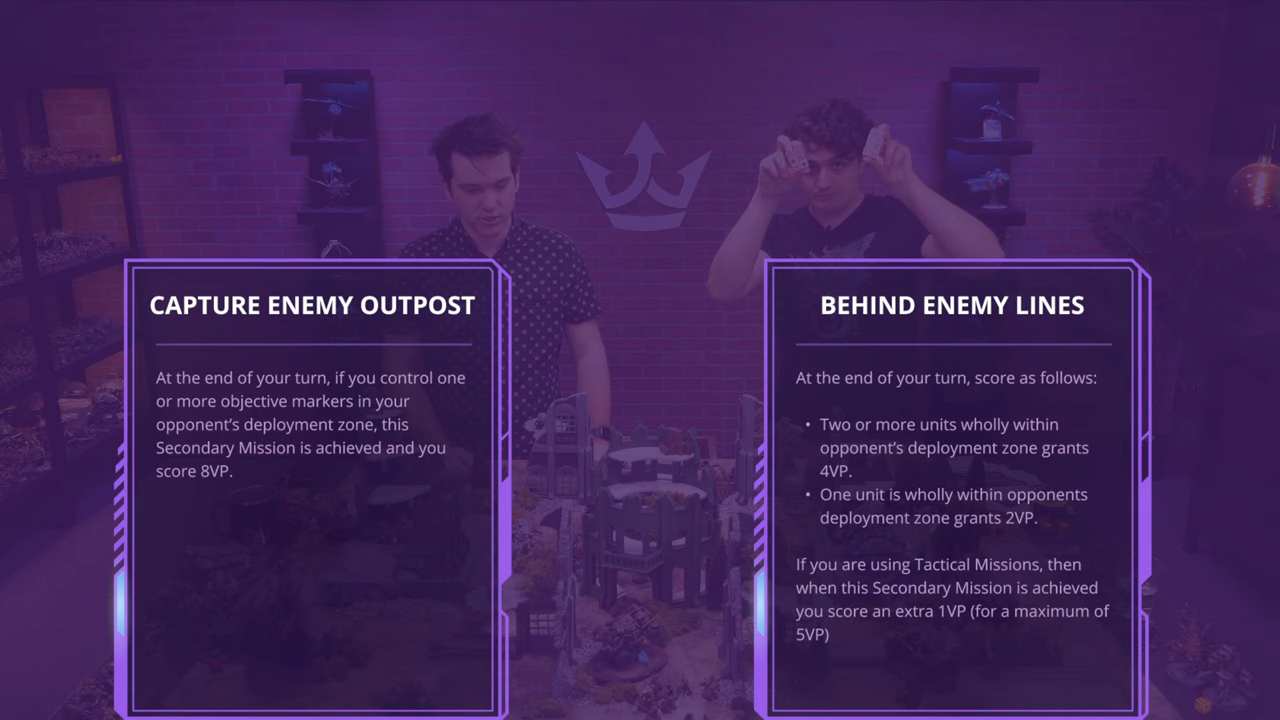 CAPTURE ENEMY OUTPOST
At the end of your turn, if you control one
or more objective markers in your
opponent's deployment zone, this
Secondary Mission is achieved and you
score 8VP.
BEHIND ENEMY LINES
At the end of your turn, score as follows:
• Two or more units wholly within
opponent's deployment zone grants
4VP.
• One unit is wholly within opponents
deployment zone grants 2VP.
If you are using Tactical Missions, then
when this Secondary Mission is achieved
you score an extra 1VP (for a maximum of
5VP)